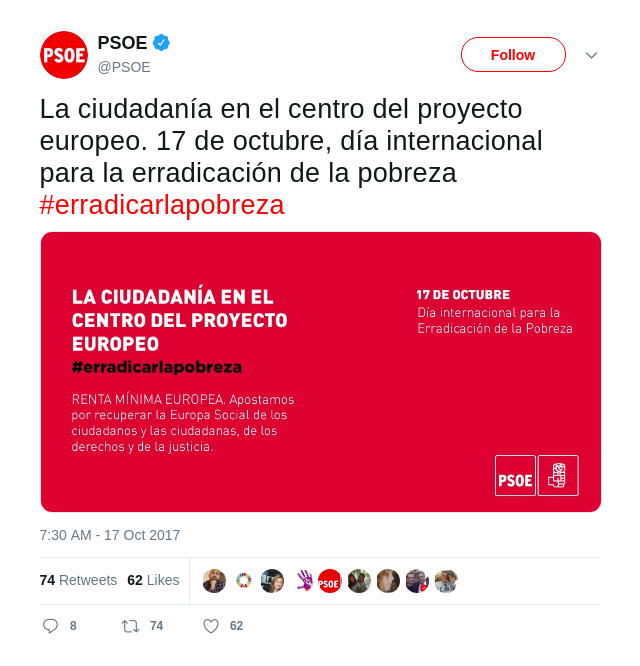 PSOE
PSOE
@PSOE
Follow
La ciudadanía en el centro del proyecto
europeo. 17 de octubre, día internacional
para la erradicación de la pobreza
#erradicarlapobreza
LA CIUDADANÍA EN EL
CENTRO DEL PROYECTO
EUROPEO
#erradicarlapobreza
RENTA MÍNIMA EUROPEA. Apostamos
por recuperar la Europa Social de los
ciudadanos y las ciudadanas, de los
derechos y de la justicia.
17 DE OCTUBRE
Día internacional para la
Erradicación de la Pobreza
PSOE
7:30 AM - 17 Oct 2017
74 Retweets 62 Likes
PSOE
8 74 62